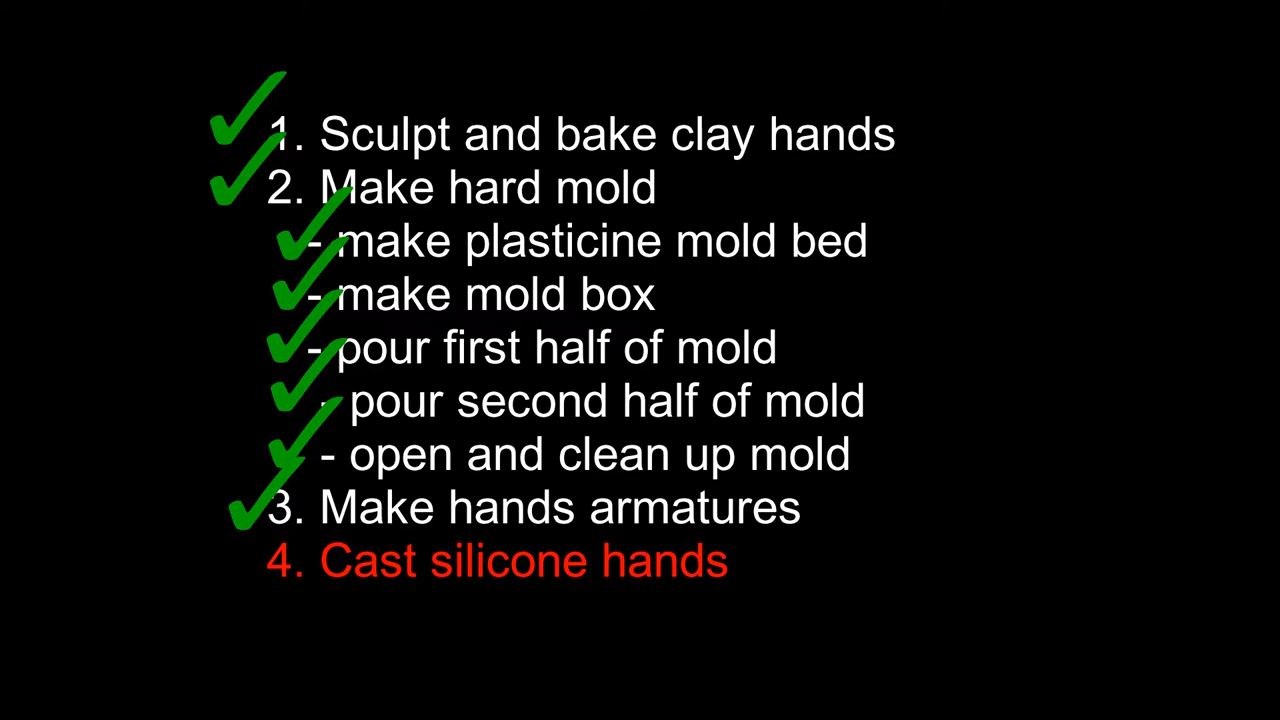 1. Sculpt and bake clay hands
2. Make hard mold
- make plasticine mold bed
- make mold box
- pour first half of mold
- pour second half of mold
- open and clean up mold
3. Make hands armatures
4. Cast silicone hands